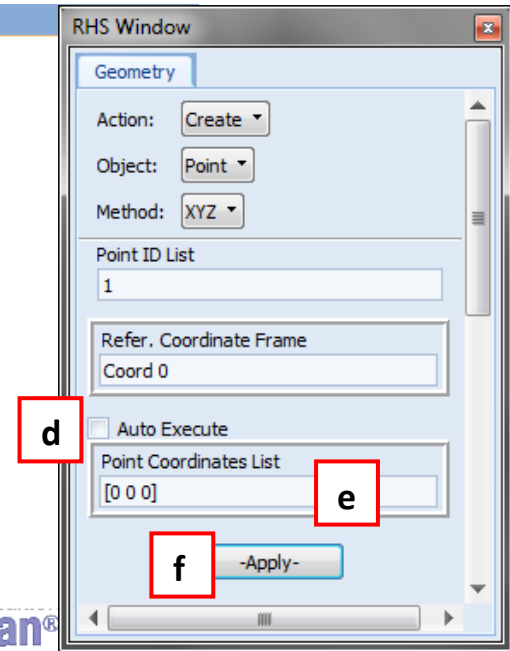 RHS Window
Geometry
Action: Create
Object: Point
Method: XYZ
Point ID List
1
Refer. Coordinate Frame
Coord 0
d Auto Execute
Point Coordinates List
[0 0 0] e
f -Apply-
an®